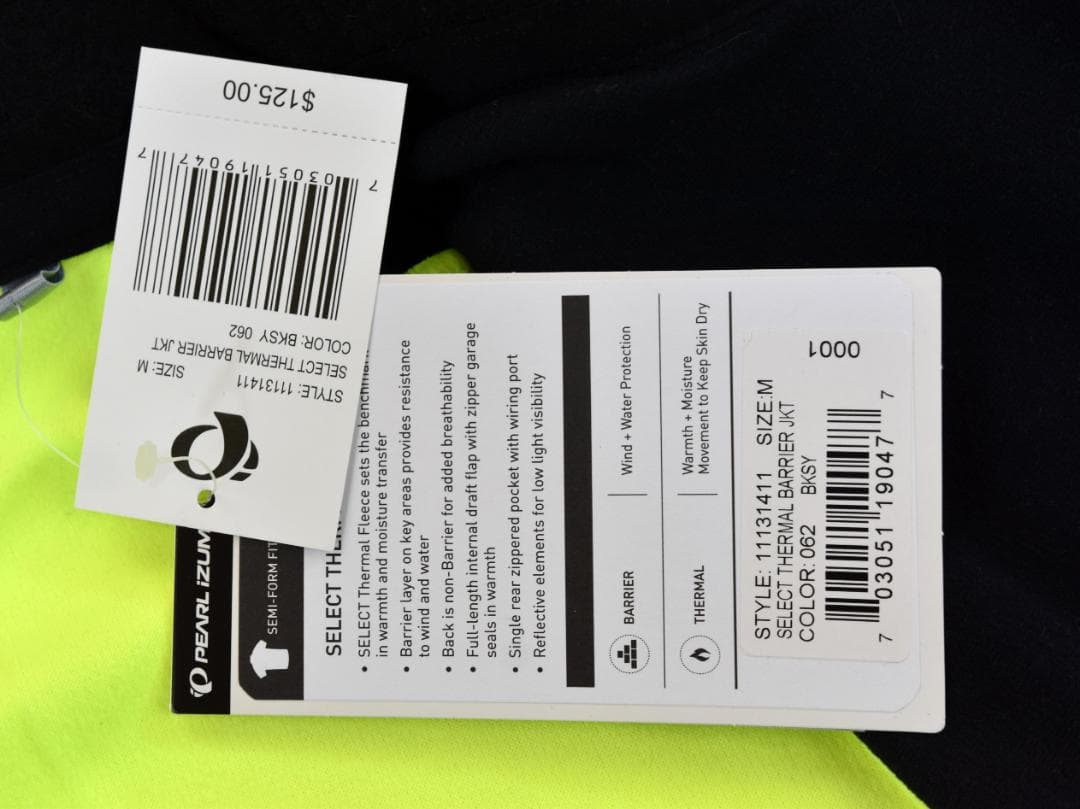 $125.00
7 03051 19047 7
COLOR: BKSY 062
SELECT THERMAL BARRIER JKT
STYLE: 11131411 SIZE: M
PEARL iZUMi
SEMI-FORM FIT
SELECT
• SELECT Thermal Fleece sets the benchmark
in warmth and moisture transfer
• Barrier layer on key areas provides resistance
to wind and water
• Back is non-Barrier for added breathability
• Full-length internal draft flap with zipper garage
seals in warmth
• Single rear zippered pocket with wiring port
• Reflective elements for low light visibility
BARRIER
Wind + Water Protection
THERMAL
Warmth + Moisture
Movement to Keep Skin Dry
0001
STYLE: 11131411 SIZE:M
SELECT THERMAL BARRIER JKT
COLOR: 062 BKSY
7 03051 19047 7